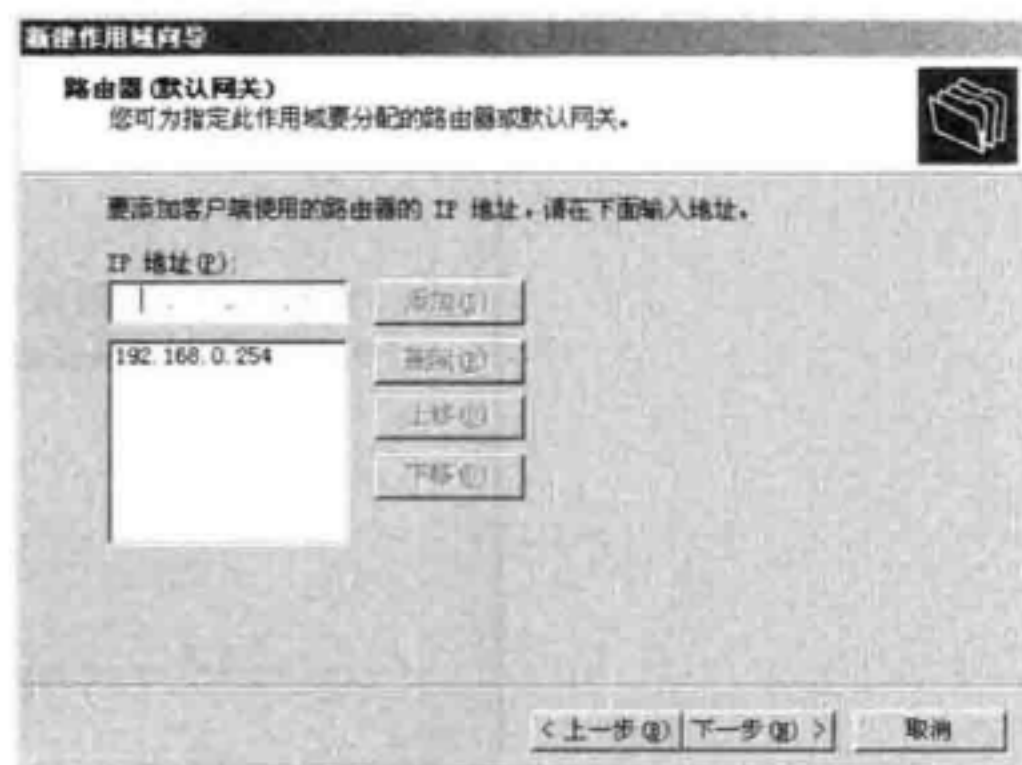 新建作用域向导
路由器(默认网关)
您可为指定此作用域要分配的路由器或默认网关。
要添加客户端使用的路由器的 IP 地址，请在下面输入地址。
IP 地址(P):
添加(D)
192.168.0.254
删除(R)
上移(U)
下移(O)
<上一步(B)
下一步(N) >
取消